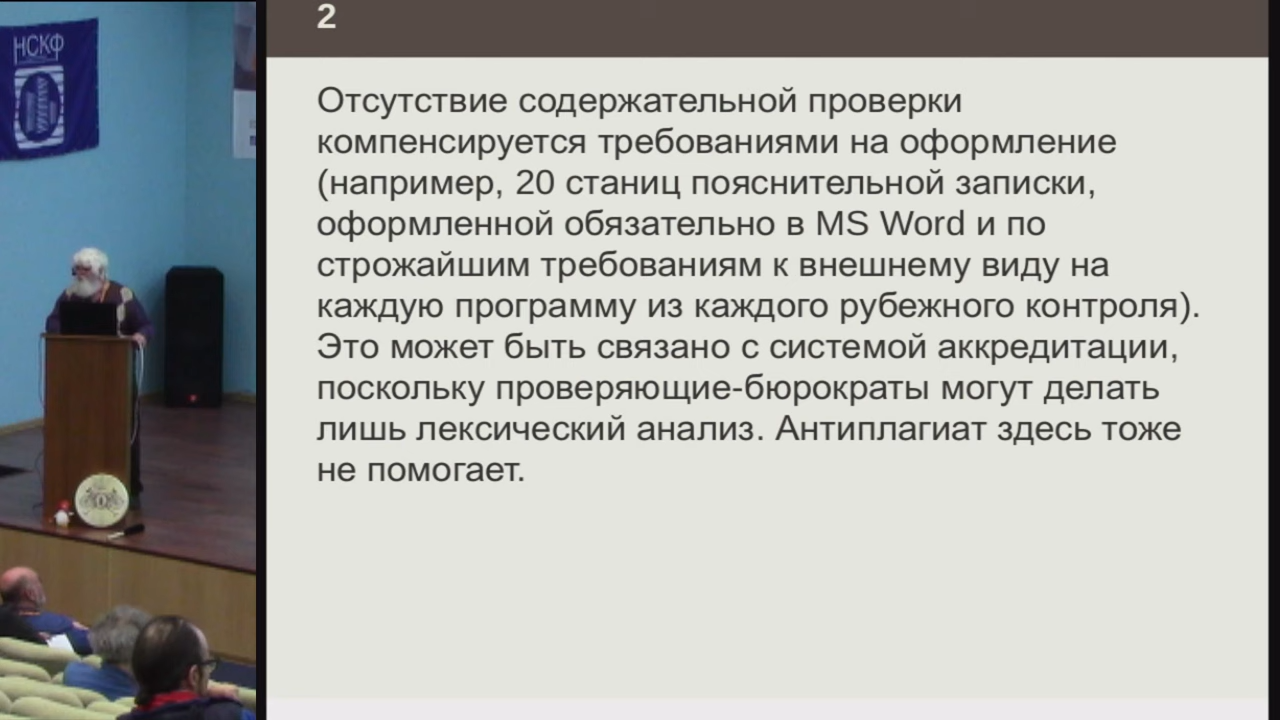 НСКФ
2
Отсутствие содержательной проверки
компенсируется требованиями на оформление
(например, 20 станиц пояснительной записки,
оформленной обязательно в MS Word и по
строжайшим требованиям к внешнему виду на
каждую программу из каждого рубежного контроля).
Это может быть связано с системой аккредитации,
поскольку проверяющие-бюрократы могут делать
лишь лексический анализ. Антиплагиат здесь тоже
не помогает.